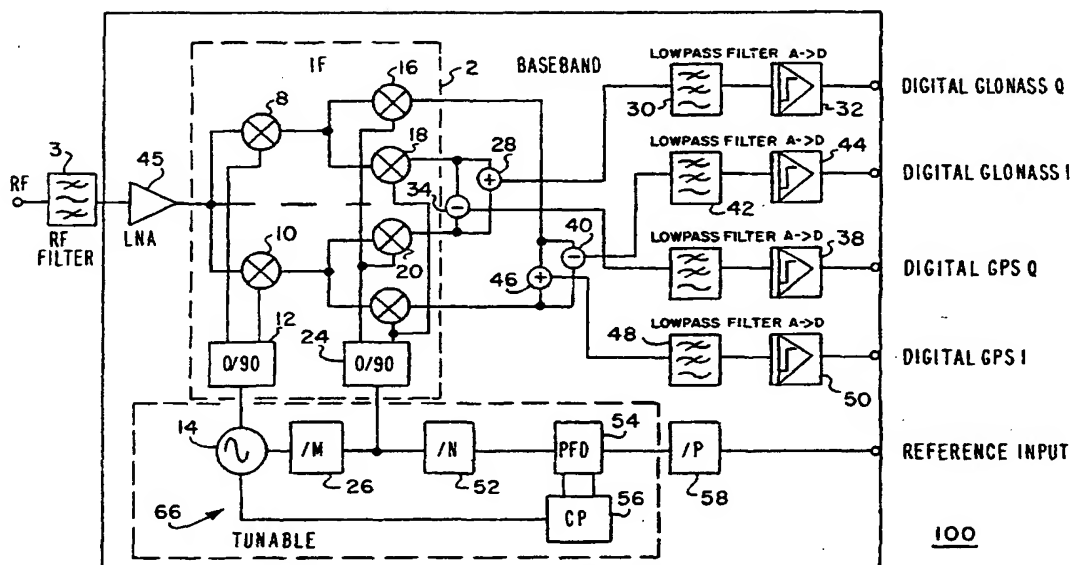 IF
16
2
BASEBAND
LOWPASS FILTER A->D
8
30
32
DIGITAL GLONASS Q
3
45
18
28
LOWPASS FILTER A->D
44
RF
34
+
42
DIGITAL GLONASS I
LNA
−
RF
FILTER
10
20
40
−
LOWPASS FILTER A->D
38
DIGITAL GPS Q
46
+
12
24
48
LOWPASS FILTER A->D
0/90
0/90
50
DIGITAL GPS I
14
/M
/N
54
PFD
/P
REFERENCE INPUT
26
52
58
56
CP
66
TUNABLE
100